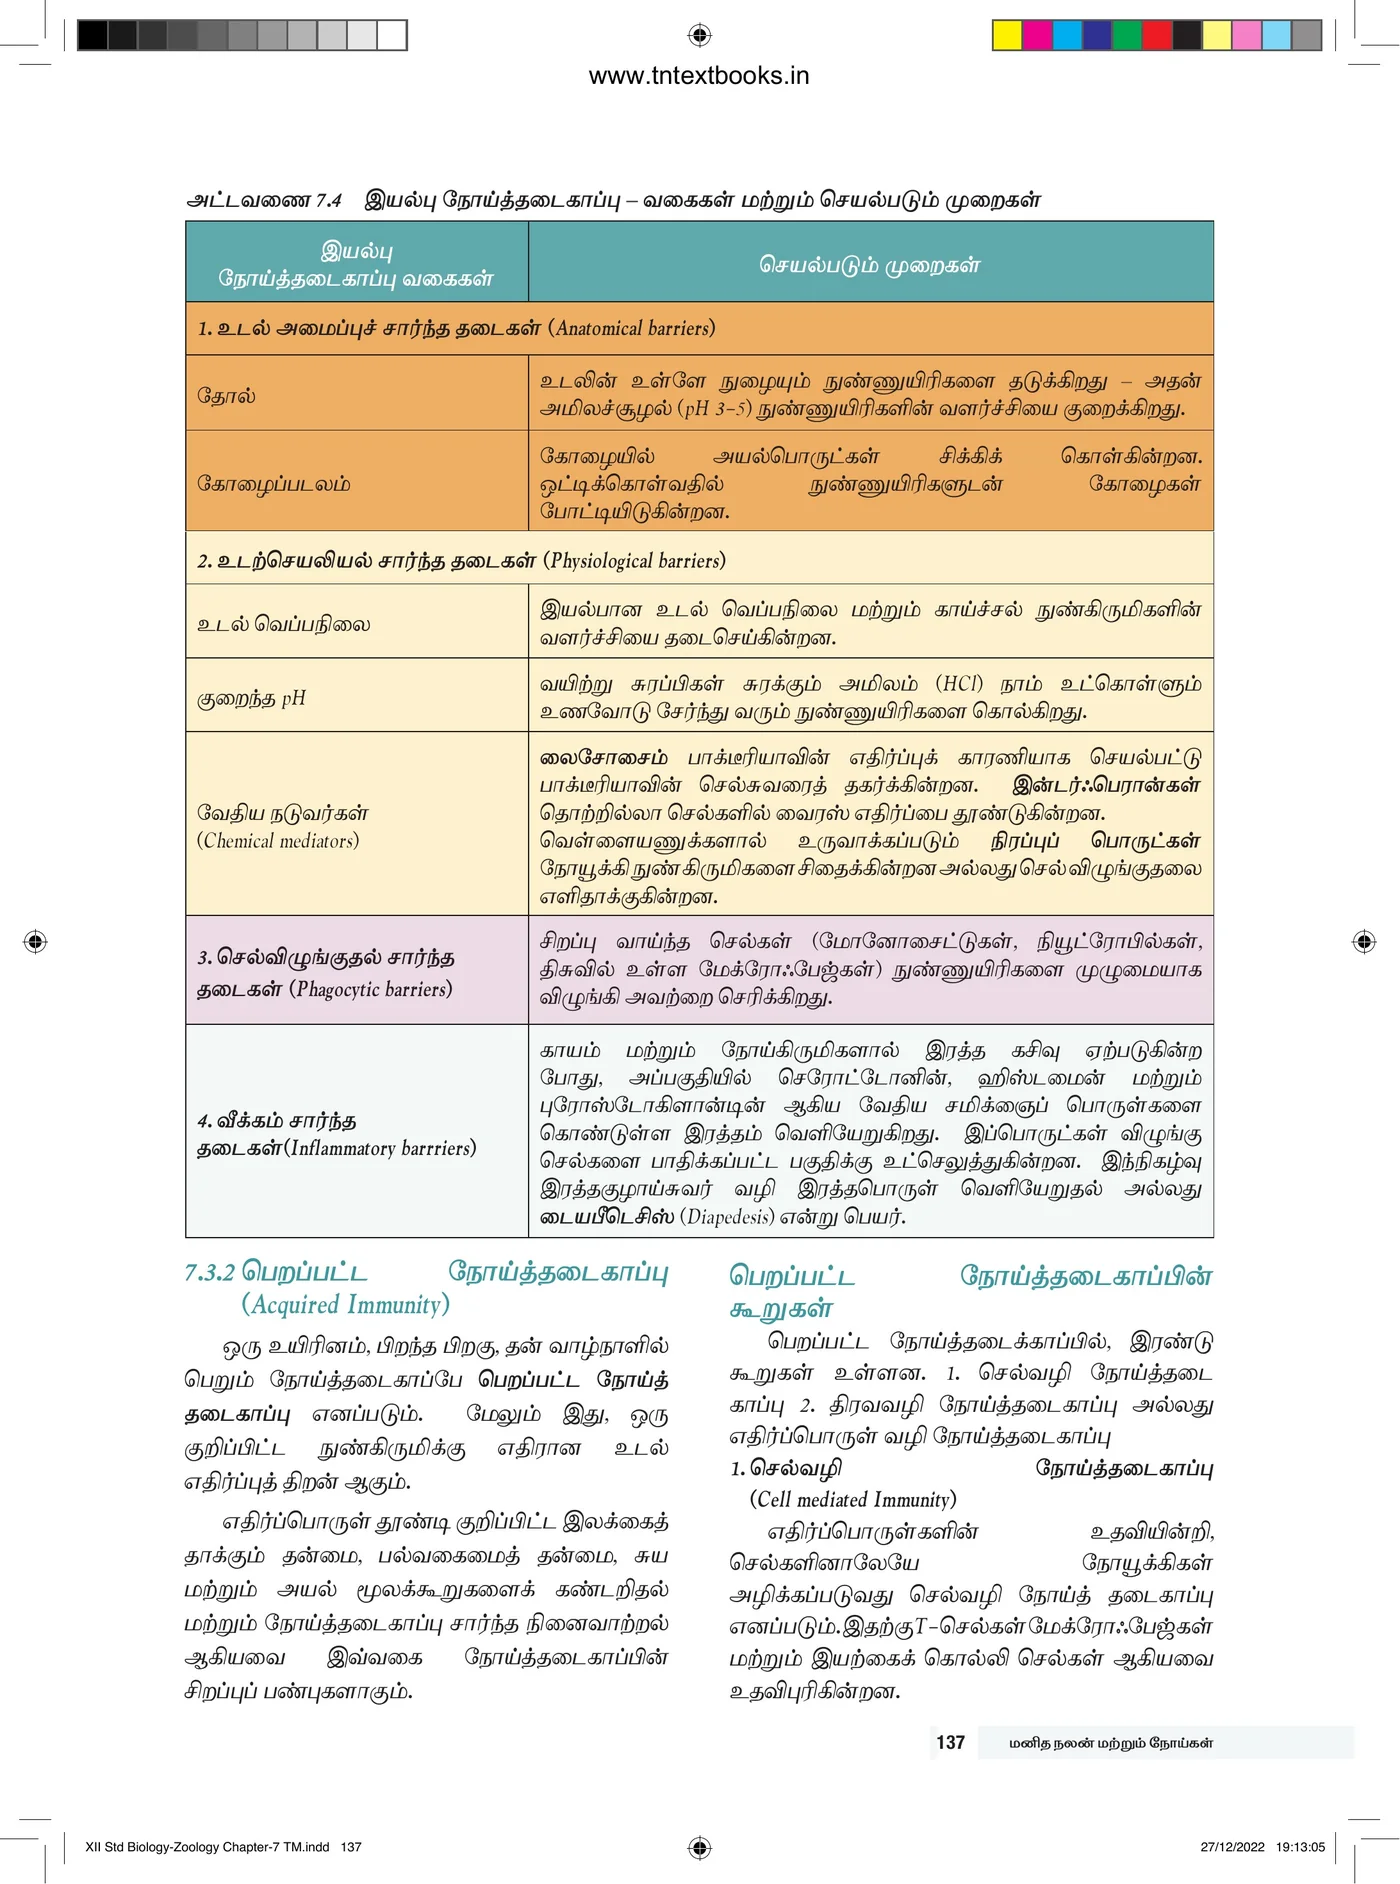 www.tntextbooks.in
அட்டவணை 7.4 இயல்பு நோய்த்தடைகாப்பு – வகைகள் மற்றும் செயல்படும் முறைகள்
இயல்பு
நோய்த்தடைகாப்பு வகைகள்
செயல்படும் முறைகள்
1. உடல் அமைப்புச் சார்ந்த தடைகள் (Anatomical barriers)
தோல்
உடலின் உள்ளே நுழையும் நுண்ணுயிரிகளை தடுக்கிறது – அதன்
அமிலச்சூழல் (pH 3-5) நுண்ணுயிரிகளின் வளர்ச்சியை குறைக்கிறது.
கோழைப்படலம்
கோழையில் அயல்பொருட்கள் சிக்கிக் கொள்கின்றன.
ஒட்டிக்கொள்வதில் நுண்ணுயிரிகளுடன் கோழைகள்
போட்டியிடுகின்றன.
2. உடற்செயலியல் சார்ந்த தடைகள் (Physiological barriers)
உடல் வெப்பநிலை
இயல்பான உடல் வெப்பநிலை மற்றும் காய்ச்சல் நுண்கிருமிகளின்
வளர்ச்சியை தடைசெய்கின்றன.
குறைந்த pH
வயிற்று சுரப்பிகள் சுரக்கும் அமிலம் (HCl) நாம் உட்கொள்ளும்
உணவோடு சேர்ந்து வரும் நுண்ணுயிரிகளை கொல்கிறது.
வேதிய நடுவர்கள்
(Chemical mediators)
லைசோசைம் பாக்டீரியாவின் எதிர்ப்புக் காரணியாக செயல்பட்டு
பாக்டீரியாவின் செல்சுவரைத் தகர்க்கின்றன. இன்டர்ஃபெரான்கள்
தொற்றில்லா செல்களில் வைரஸ் எதிர்ப்பை தூண்டுகின்றன.
வெள்ளையணுக்களால் உருவாக்கப்படும் நிரப்புப் பொருட்கள்
நோயூக்கி நுண்கிருமிகளை சிதைக்கின்றன அல்லது செல் விழுங்குதலை
எளிதாக்குகின்றன.
3. செல்விழுங்குதல் சார்ந்த
தடைகள் (Phagocytic barriers)
சிறப்பு வாய்ந்த செல்கள் (மோனோசைட்டுகள், நியூட்ரோபில்கள்,
திசுவில் உள்ள மேக்ரோஃபேஜ்கள்) நுண்ணுயிரிகளை முழுமையாக
விழுங்கி அவற்றை செரிக்கிறது.
4. வீக்கம் சார்ந்த
தடைகள்(Inflammatory barrriers)
காயம் மற்றும் நோய்கிருமிகளால் இரத்த கசிவு ஏற்படுகின்ற
போது, அப்பகுதியில் செரோட்டோனின், ஹிஸ்டமைன் மற்றும்
புரோஸ்டோகிளான்டின் ஆகிய வேதிய சமிக்ஞைப் பொருள்களை
கொண்டுள்ள இரத்தம் வெளியேறுகிறது. இப்பொருட்கள் விழுங்கு
செல்களை பாதிக்கப்பட்ட பகுதிக்கு உட்செலுத்துகின்றன. இந்நிகழ்வு
இரத்தகுழாய்சுவர் வழி இரத்தபொருள் வெளியேறுதல் அல்லது
டையபீடெசிஸ் (Diapedesis) என்று பெயர்.
7.3.2 பெறப்பட்ட நோய்த்தடைகாப்பு
(Acquired Immunity)
ஒரு உயிரினம், பிறந்த பிறகு, தன் வாழ்நாளில்
பெறும் நோய்த்தடைகாப்பே பெறப்பட்ட நோய்த்
தடைகாப்பு எனப்படும். மேலும் இது, ஒரு
குறிப்பிட்ட நுண்கிருமிக்கு எதிரான உடல்
எதிர்ப்புத் திறன் ஆகும்.
எதிர்ப்பொருள் தூண்டி குறிப்பிட்ட இலக்கைத்
தாக்கும் தன்மை, பல்வகைமைத் தன்மை, சுய
மற்றும் அயல் மூலக்கூறுகளைக் கண்டறிதல்
மற்றும் நோய்த்தடைகாப்பு சார்ந்த நினைவாற்றல்
ஆகியவை இவ்வகை நோய்த்தடைகாப்பின்
சிறப்புப் பண்புகளாகும்.
பெறப்பட்ட நோய்த்தடைகாப்பின்
கூறுகள்
பெறப்பட்ட நோய்த்தடைக்காப்பில், இரண்டு
கூறுகள் உள்ளன. 1. செல்வழி நோய்த்தடை
காப்பு 2. திரவவழி நோய்த்தடைகாப்பு அல்லது
எதிர்ப்பொருள் வழி நோய்த்தடைகாப்பு
1. செல்வழி நோய்த்தடைகாப்பு
(Cell mediated Immunity)
எதிர்ப்பொருள்களின் உதவியின்றி,
செல்களினாலேயே நோயூக்கிகள்
அழிக்கப்படுவது செல்வழி நோய்த் தடைகாப்பு
எனப்படும்.இதற்கு T-செல்கள் மேக்ரோஃபேஜ்கள்
மற்றும் இயற்கைக் கொல்லி செல்கள் ஆகியவை
உதவிபுரிகின்றன.
137 மனித நலன் மற்றும் நோய்கள்
XII Std Biology-Zoology Chapter-7 TM.indd 137 27/12/2022 19:13:05